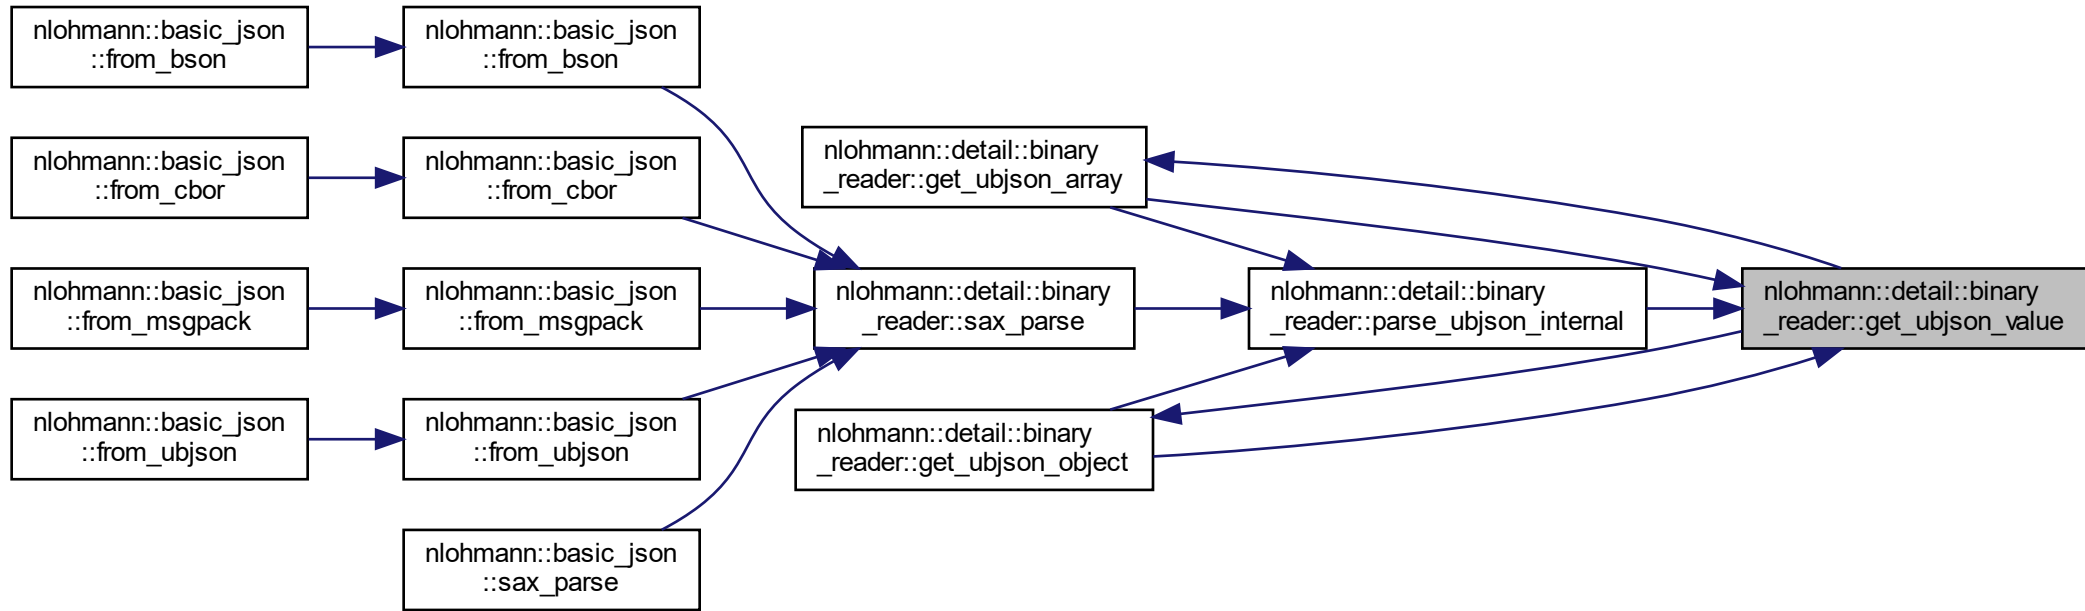 nlohmann::basic_json
::from_bson
nlohmann::basic_json
::from_bson
nlohmann::basic_json
::from_cbor
nlohmann::basic_json
::from_cbor
nlohmann::basic_json
::from_msgpack
nlohmann::basic_json
::from_msgpack
nlohmann::basic_json
::from_ubjson
nlohmann::basic_json
::from_ubjson
nlohmann::basic_json
::sax_parse
nlohmann::detail::binary
_reader::get_ubjson_array
nlohmann::detail::binary
_reader::sax_parse
nlohmann::detail::binary
_reader::get_ubjson_object
nlohmann::detail::binary
_reader::parse_ubjson_internal
nlohmann::detail::binary
_reader::get_ubjson_value